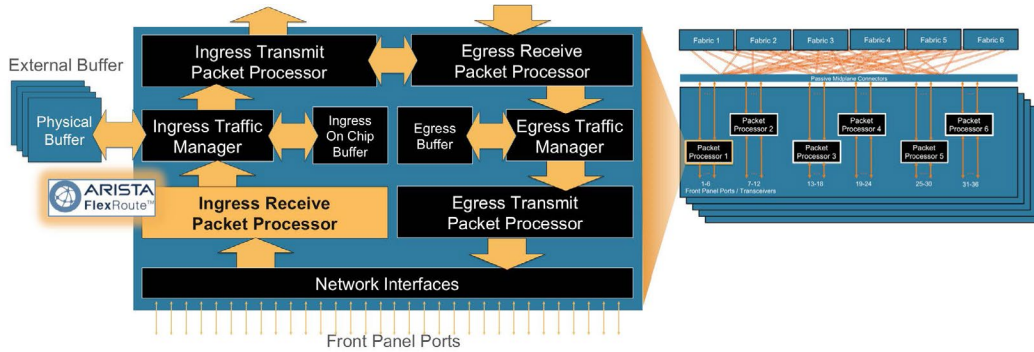 Ingress Transmit
Packet Processor
Egress Receive
Packet Processor
External Buffer
Physical
Buffer
Ingress Traffic
Manager
Ingress
On Chip
Buffer
Egress
Buffer
Egress Traffic
Manager
ARISTA
FlexRoute™
Ingress Receive
Packet Processor
Egress Transmit
Packet Processor
Network Interfaces
Front Panel Ports
Fabric 1
Fabric 2
Fabric 3
Fabric 4
Fabric 5
Fabric 6
Passive Midplane Connectors
Packet
Processor 1
Packet
Processor 2
Packet
Processor 3
Packet
Processor 4
Packet
Processor 5
Packet
Processor 6
1-6
7-12
13-18
19-24
25-30
31-36
Front Panel Ports / Transceivers